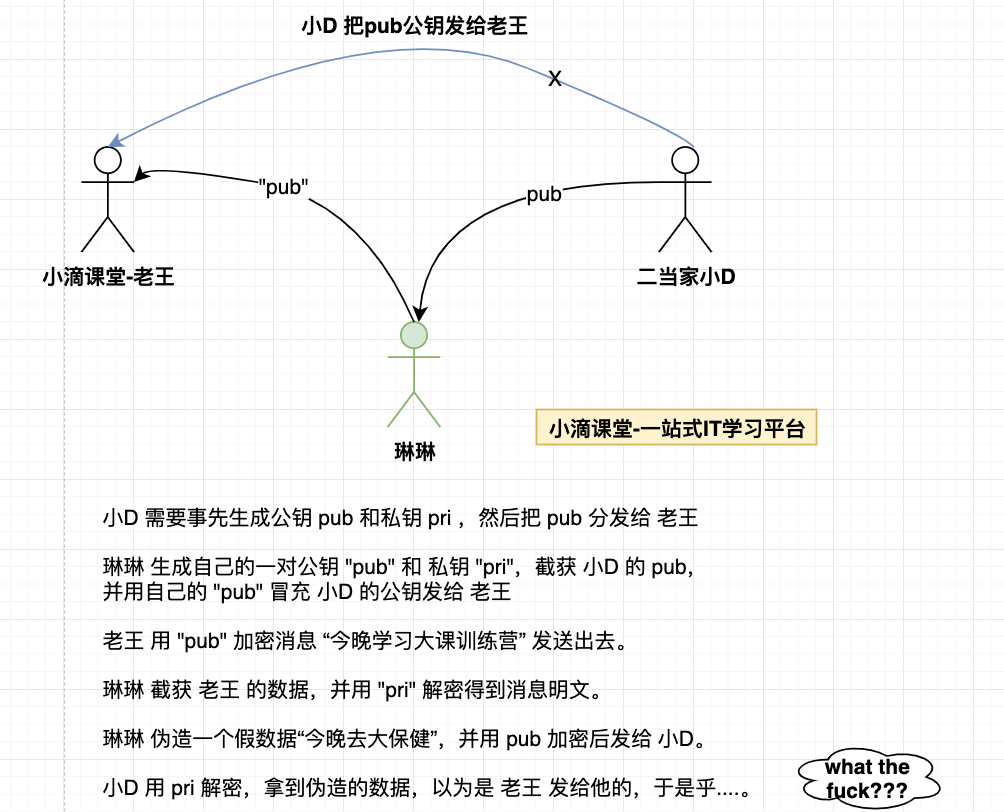 小D 把pub公钥发给老王
X
"pub"
pub
小滴课堂-老王
二当家小D
琳琳
小滴课堂-一站式IT学习平台
小D 需要事先生成公钥 pub 和私钥 pri ，然后把 pub 分发给 老王
琳琳 生成自己的一对公钥 "pub" 和 私钥 "pri"，截获 小D 的 pub，
并用自己的 "pub" 冒充 小D 的公钥发给 老王
老王 用 "pub" 加密消息 “今晚学习大课训练营” 发送出去。
琳琳 截获 老王 的数据，并用 "pri" 解密得到消息明文。
琳琳 伪造一个假数据“今晚去大保健”，并用 pub 加密后发给 小D。
小D 用 pri 解密，拿到伪造的数据，以为是 老王 发给他的，于是乎....。
what the
fuck???